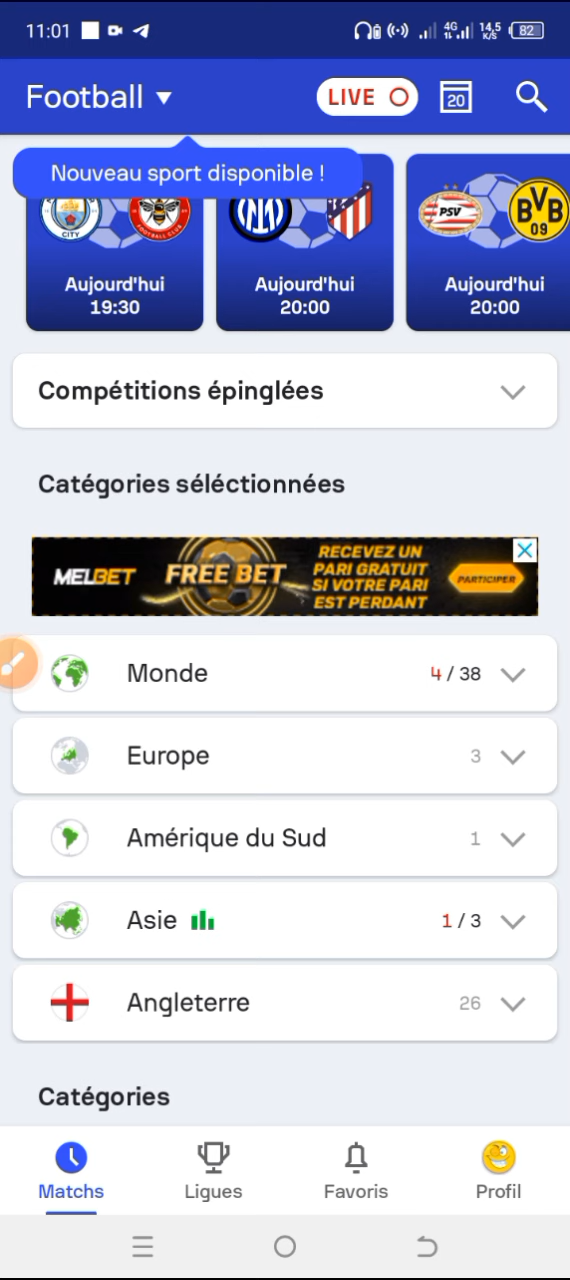 11:01
4G
14,5
K/S
82
Football
LIVE
20
Nouveau sport disponible !
CITY
FOOTBALL CLUB
PSV
BVB
09
Aujourd'hui
19:30
Aujourd'hui
20:00
Aujourd'hui
20:00
Compétitions épinglées
Catégories séléctionnées
MELBET
FREE BET
RECEVEZ UN
PARI GRATUIT
SI VOTRE PARI
EST PERDANT
PARTICIPER
Monde
4 / 38
Europe
3
Amérique du Sud
1
Asie
1 / 3
Angleterre
26
Catégories
Matchs
Ligues
Favoris
Profil